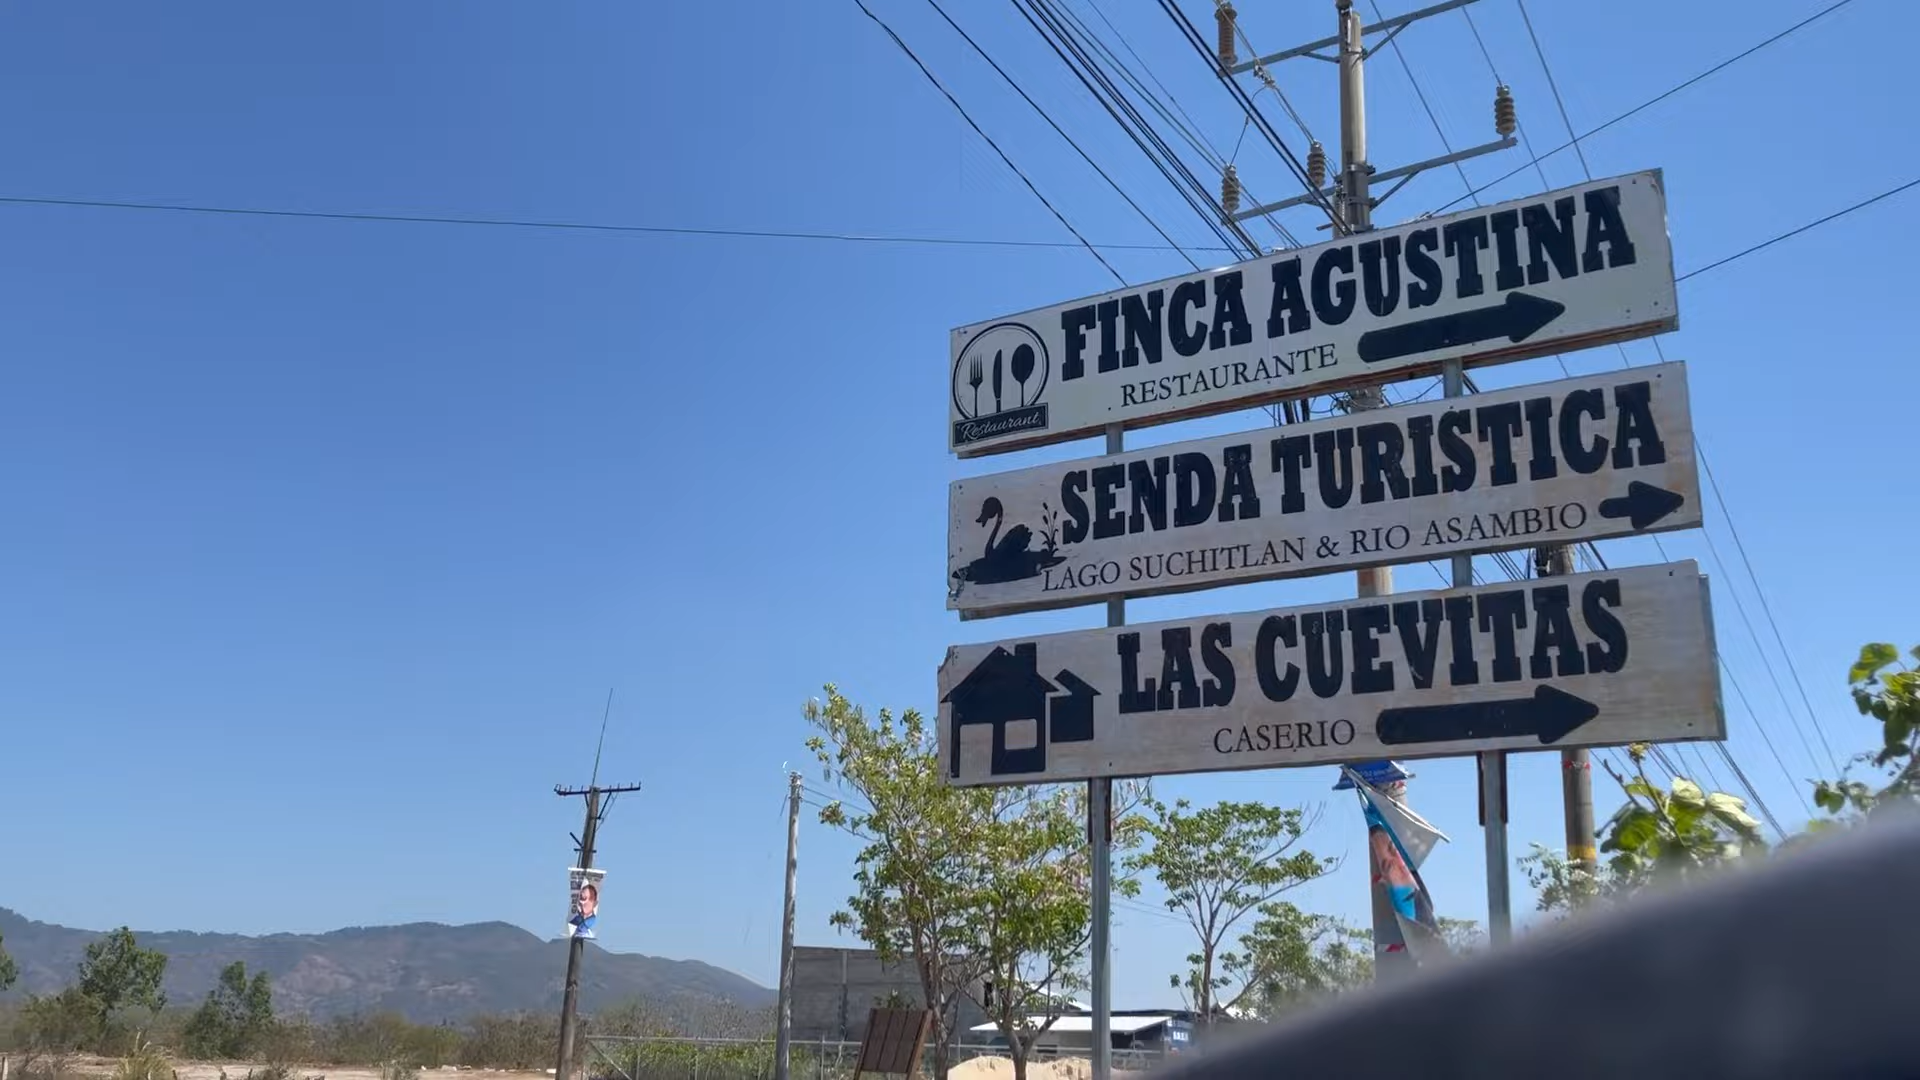 FINCA AGUSTINA
RESTAURANTE
Restaurant
SENDA TURISTICA
LAGO SUCHITLAN & RIO ASAMBIO
LAS CUEVITAS
CASERIO